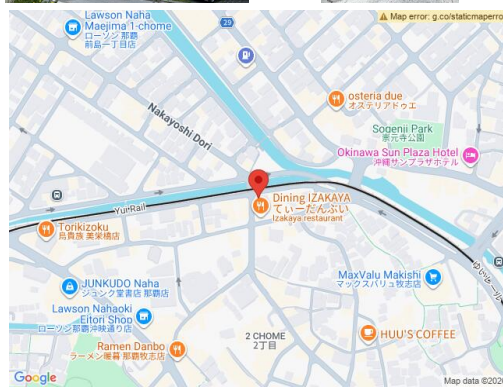 Map error: g.co/staticmaperro
Lawson Naha
Maejima 1-chome
ローソン 那覇
前島一丁目店
29
osteria due
オステリアドゥエ
Nakayoshi Dori
Sogenji Park
崇元寺公園
Okinawa Sun Plaza Hotel
沖縄サンプラザホテル
Dining IZAKAYA
てぃーだんぶい
Izakaya restaurant
Yui Rail
Torikizoku
鳥貴族 美栄橋店
JUNKUDO Naha
ジュンク堂書店 那覇店
MaxValu Makishi
マックスバリュ牧志店
Lawson Nahaoki
Eitori Shop
ローソン那覇沖映通り店
2 CHOME
2丁目
HUU'S COFFEE
Ramen Danbo
ラーメン暖暮 那覇牧志店
Google
Map data ©202